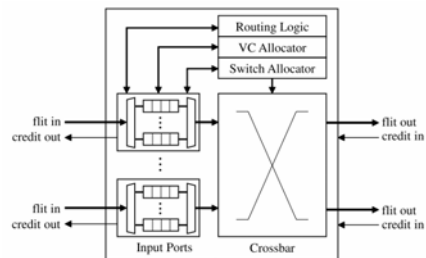 Routing Logic
VC Allocator
Switch Allocator
flit in
credit out
flit out
credit in
flit in
credit out
flit out
credit in
Input Ports
Crossbar